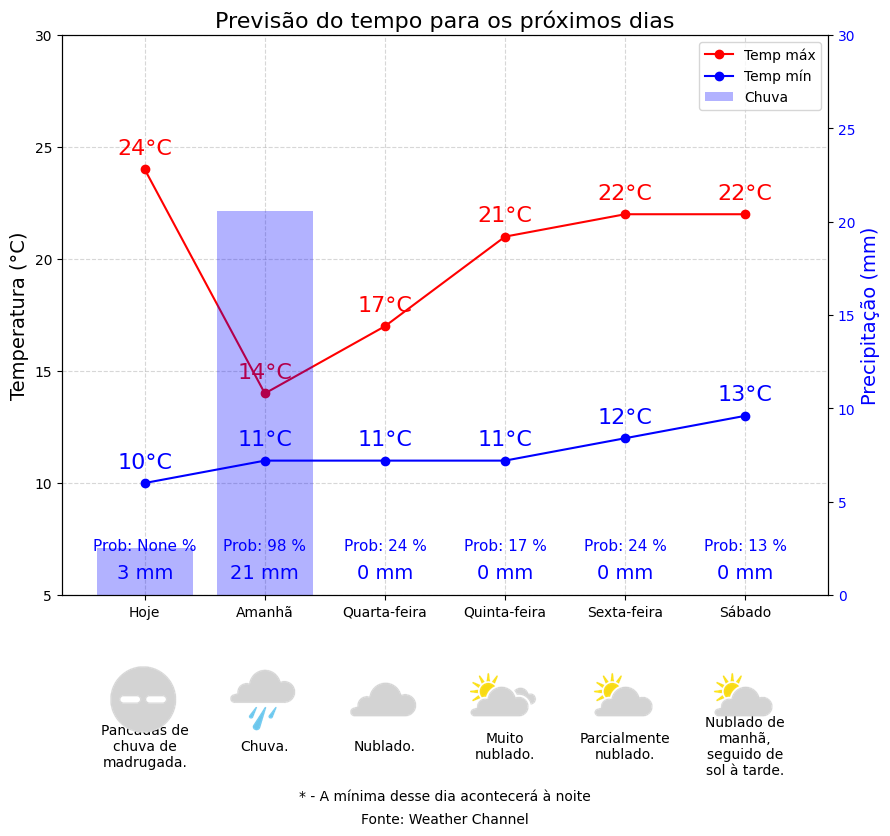 Previsão do tempo para os próximos dias
Temperatura (°C)
Precipitação (mm)
30
25
20
15
10
5
30
25
20
15
10
5
0
Temp máx
Temp mín
Chuva
24°C
14°C
17°C
21°C
22°C
22°C
10°C
11°C
11°C
11°C
12°C
13°C
Prob: None %
Prob: 98 %
Prob: 24 %
Prob: 17 %
Prob: 24 %
Prob: 13 %
3 mm
21 mm
0 mm
0 mm
0 mm
0 mm
Hoje
Amanhã
Quarta-feira
Quinta-feira
Sexta-feira
Sábado
Pancadas de
chuva de
madrugada.
Chuva.
Nublado.
Muito
nublado.
Parcialmente
nublado.
Nublado de
manhã,
seguido de
sol à tarde.
* - A mínima desse dia acontecerá à noite
Fonte: Weather Channel